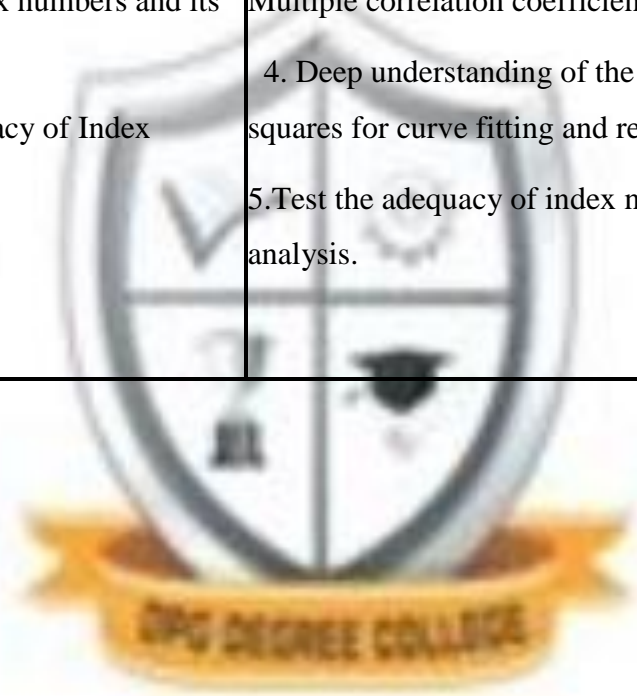 x numbers and its
acy of Index
Multiple correlation coefficien
4. Deep understanding of the
squares for curve fitting and re
5.Test the adequacy of index n
analysis.
DPG DEGREE COLLEGE